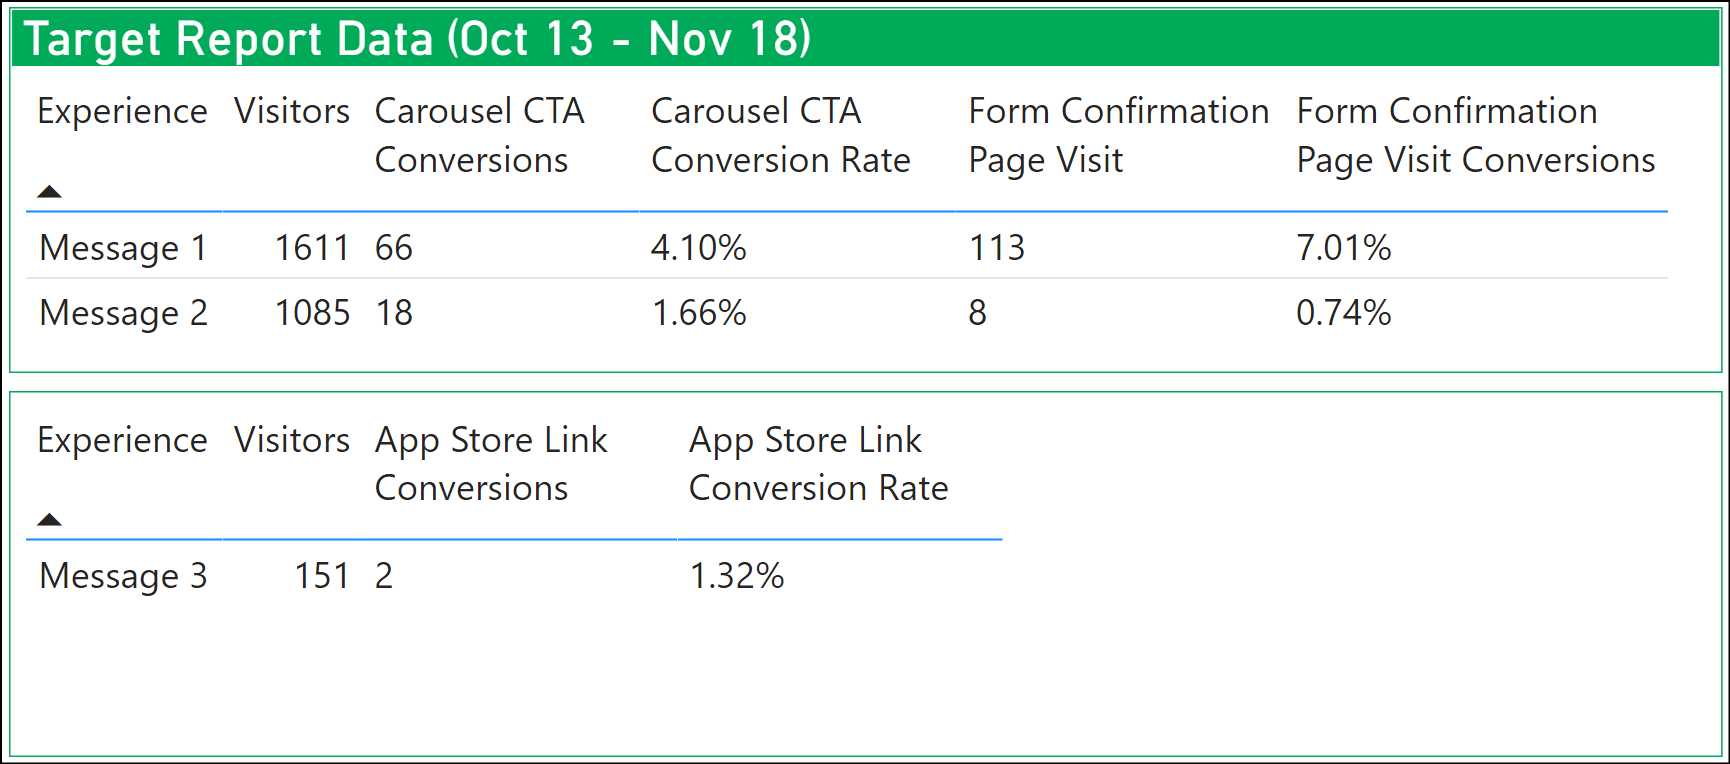 Target Report Data (Oct 13 - Nov 18)
Experience Visitors Carousel CTA Carousel CTA Form Confirmation Form Confirmation
Conversions Conversion Rate Page Visit Page Visit Conversions
Message 1 1611 66 4.10% 113 7.01%
Message 2 1085 18 1.66% 8 0.74%
Experience Visitors App Store Link App Store Link
Conversions Conversion Rate
Message 3 151 2 1.32%